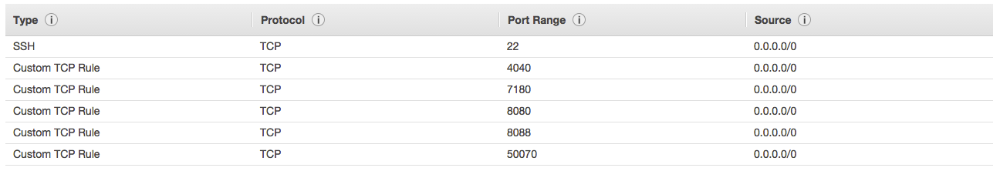 Type Protocol Port Range Source
SSH TCP 22 0.0.0.0/0
Custom TCP Rule TCP 4040 0.0.0.0/0
Custom TCP Rule TCP 7180 0.0.0.0/0
Custom TCP Rule TCP 8080 0.0.0.0/0
Custom TCP Rule TCP 8088 0.0.0.0/0
Custom TCP Rule TCP 50070 0.0.0.0/0